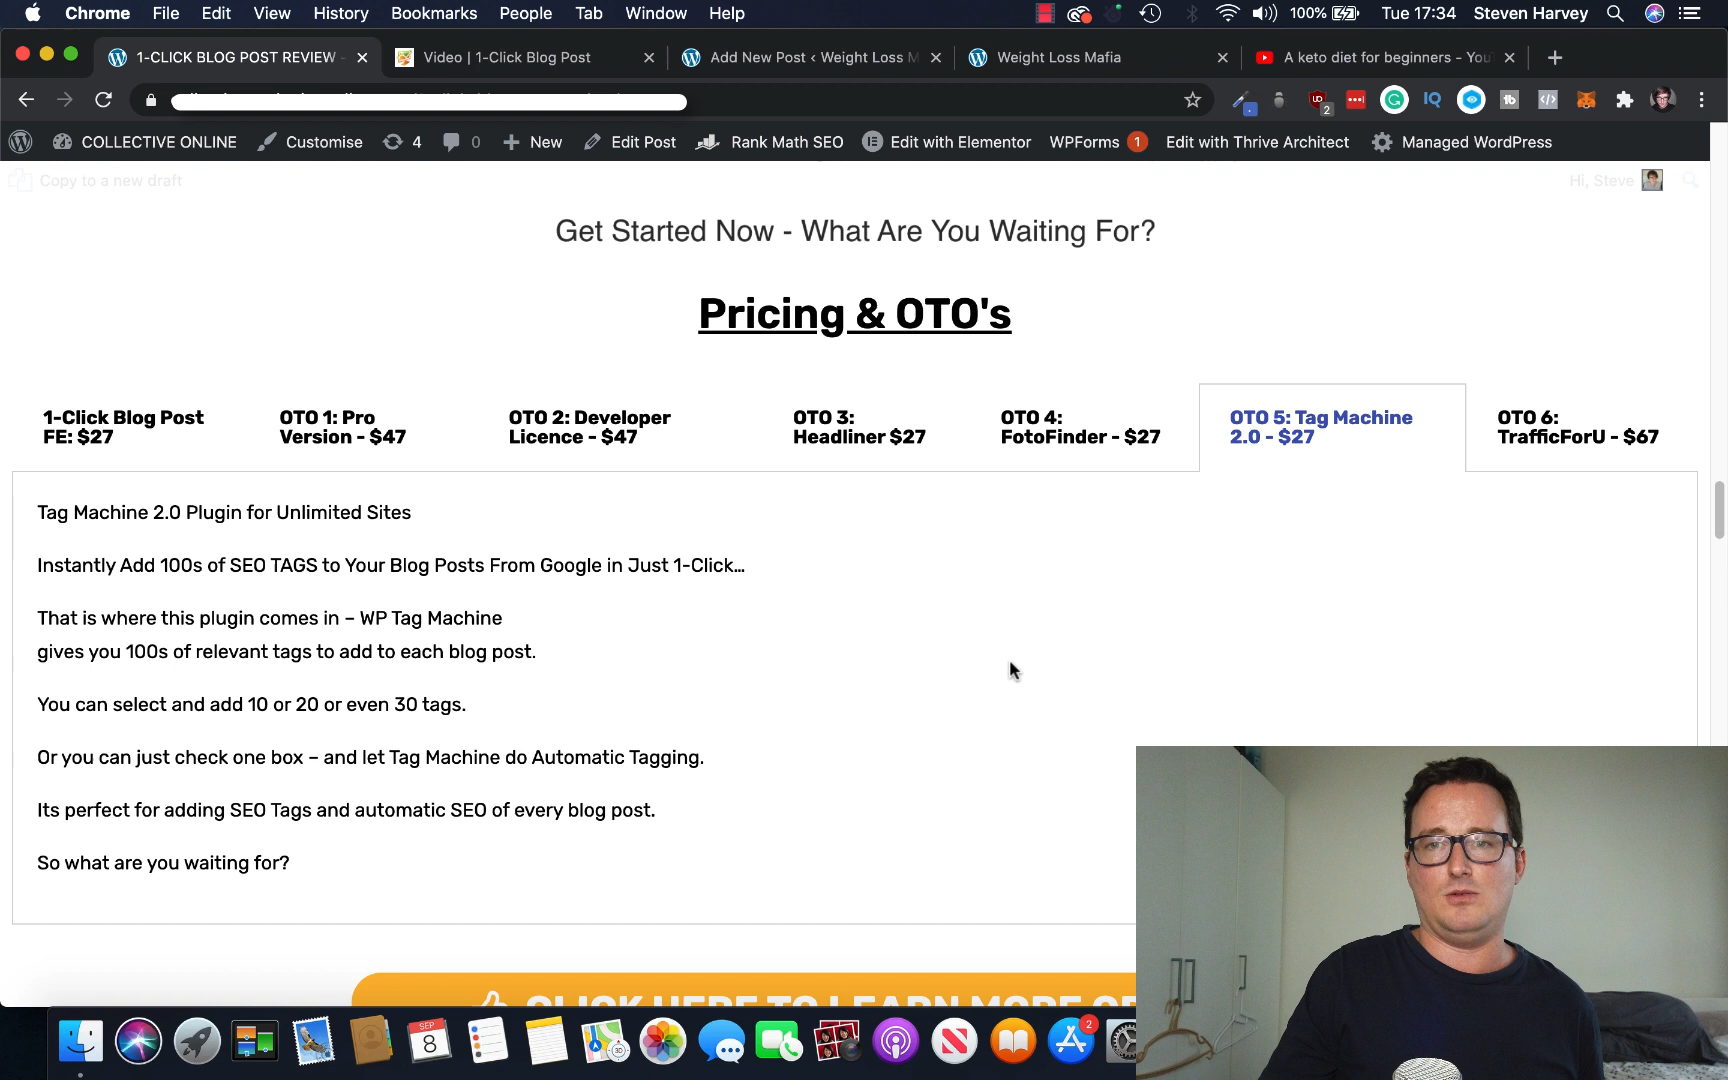 Chrome File Edit View History Bookmarks People Tab Window Help 100% Tue 17:34 Steven Harvey
1-CLICK BLOG POST REVIEW - Video | 1-Click Blog Post Add New Post ‹ Weight Loss M Weight Loss Mafia A keto diet for beginners - You
COLLECTIVE ONLINE Customise 4 0 New Edit Post Rank Math SEO Edit with Elementor WPForms 1 Edit with Thrive Architect Managed WordPress
Copy to a new draft Hi, Steve
Get Started Now - What Are You Waiting For?
Pricing & OTO's
1-Click Blog Post
FE: $27
OTO 1: Pro
Version - $47
OTO 2: Developer
Licence - $47
OTO 3:
Headliner $27
OTO 4:
FotoFinder - $27
OTO 5: Tag Machine
2.0 - $27
OTO 6:
TrafficForU - $67
Tag Machine 2.0 Plugin for Unlimited Sites
Instantly Add 100s of SEO TAGS to Your Blog Posts From Google in Just 1-Click...
That is where this plugin comes in – WP Tag Machine
gives you 100s of relevant tags to add to each blog post.
You can select and add 10 or 20 or even 30 tags.
Or you can just check one box – and let Tag Machine do Automatic Tagging.
Its perfect for adding SEO Tags and automatic SEO of every blog post.
So what are you waiting for?
CLICK HERE TO LEARN MORE
SEP
8
2